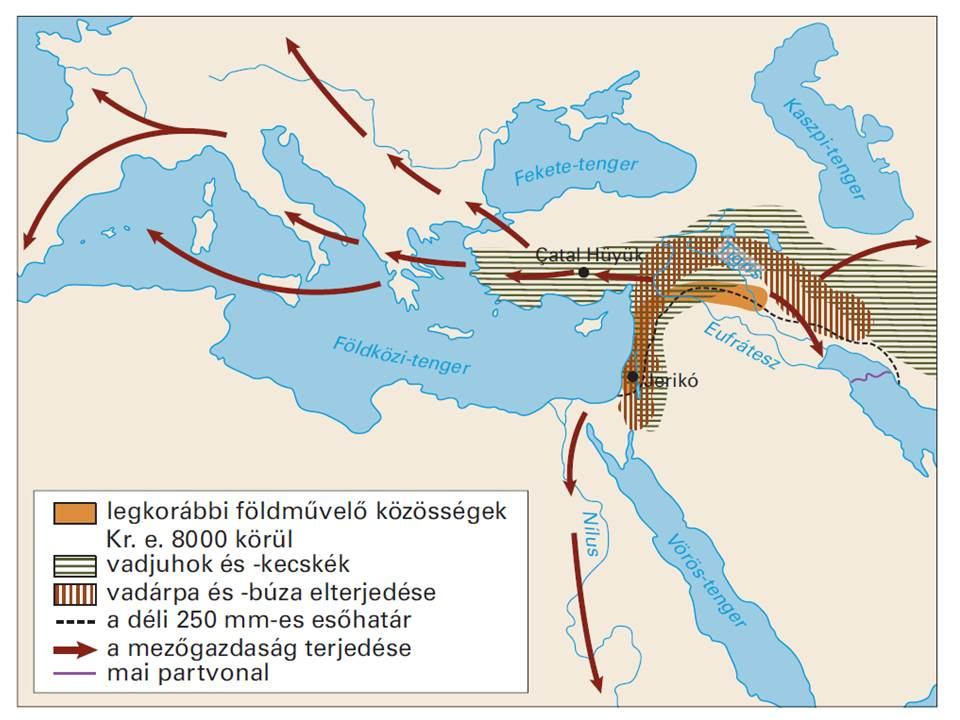 Kaszpi-tenger
Fekete-tenger
Çatal Hüyük
Tigris
Eufrátesz
Földközi-tenger
Jerikó
Nílus
Vörös-tenger
legkorábbi földművelő közösségek
Kr. e. 8000 körül
vadjuhok és -kecskék
vadárpa és -búza elterjedése
a déli 250 mm-es esőhatár
a mezőgazdaság terjedése
mai partvonal